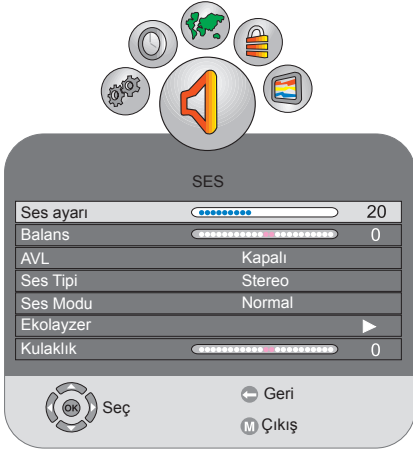 SES
Ses ayarı 20
Balans 0
AVL Kapalı
Ses Tipi Stereo
Ses Modu Normal
Ekolayzer
Kulaklık 0
OK Seç
Geri
M Çıkış